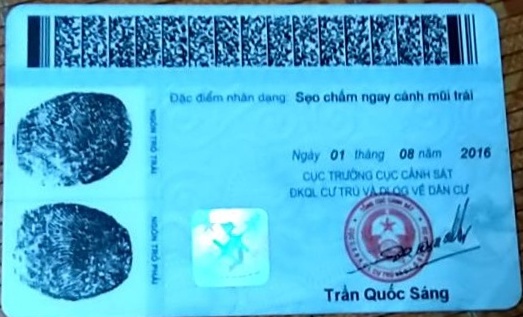 Đặc điểm nhân dạng: Sẹo chấm ngay cánh mũi trái
NGÓN TRỎ TRÁI
Ngày 01 tháng 08 năm 2016
CỤC TRƯỞNG CỤC CẢNH SÁT
ĐKQL CƯ TRÚ VÀ DLQG VỀ DÂN CƯ
NGÓN TRỎ PHẢI
Trần Quốc Sáng